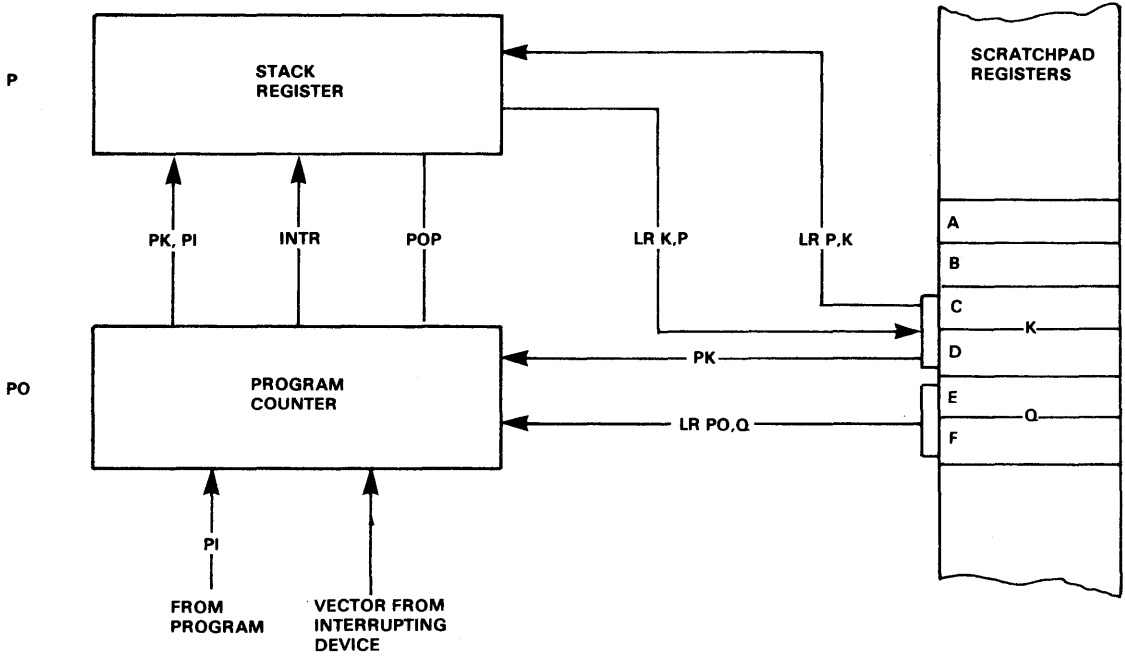 P
STACK
REGISTER
SCRATCHPAD
REGISTERS
PK, PI
INTR
POP
LR K,P
LR P,K
A
B
C
K
D
PK
PO
PROGRAM
COUNTER
E
Q
LR PO,Q
F
PI
FROM
PROGRAM
VECTOR FROM
INTERRUPTING
DEVICE